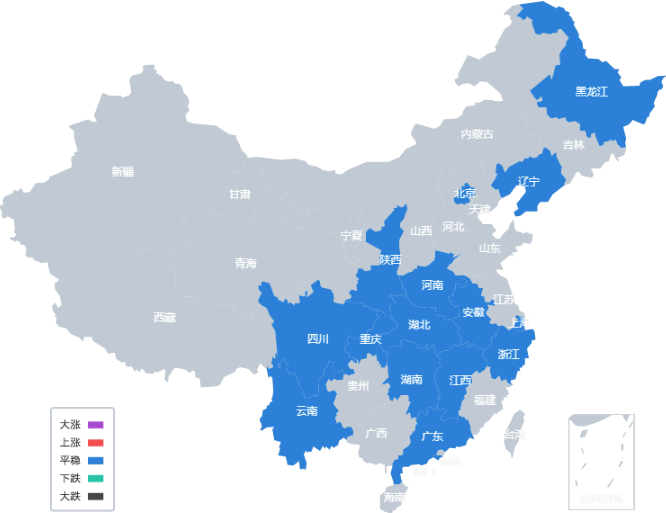 黑龙江
内蒙古
吉林
新疆
辽宁
甘肃
北京
天津
河北
宁夏
山西
山东
青海
陕西
河南
江苏
西藏
安徽
上海
湖北
四川
重庆
浙江
湖南
江西
贵州
福建
云南
广西
广东
台湾
海南
大涨
上涨
平稳
下跌
大跌